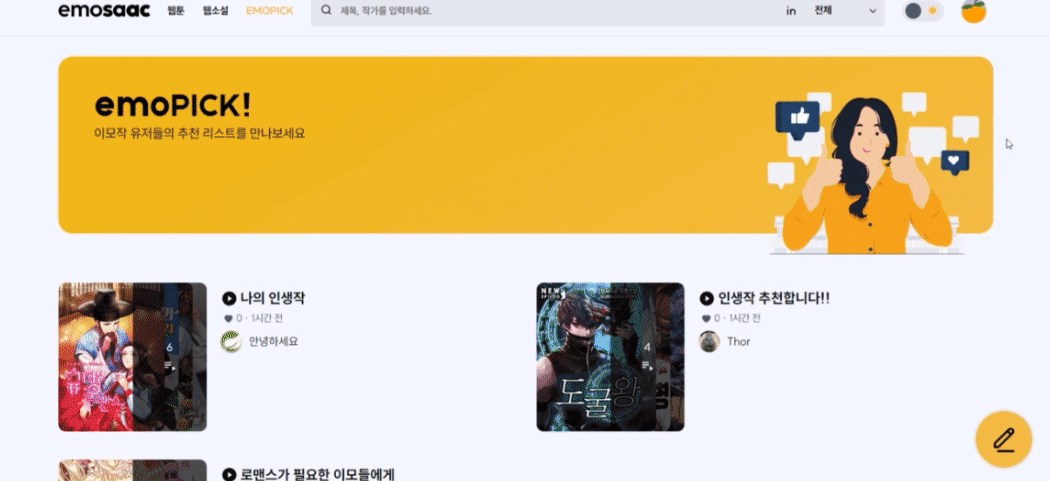 emosaac 웹툰 웹소설 EMOPICK 제목, 작가를 입력하세요. in 전체
emoPICK!
이모작 유저들의 추천 리스트를 만나보세요
나의 인생작
0 · 1시간 전
안녕하세요
6
인생작 추천합니다!!
0 · 1시간 전
Thor
NEW
4
도굴왕
로맨스가 필요한 이모들에게